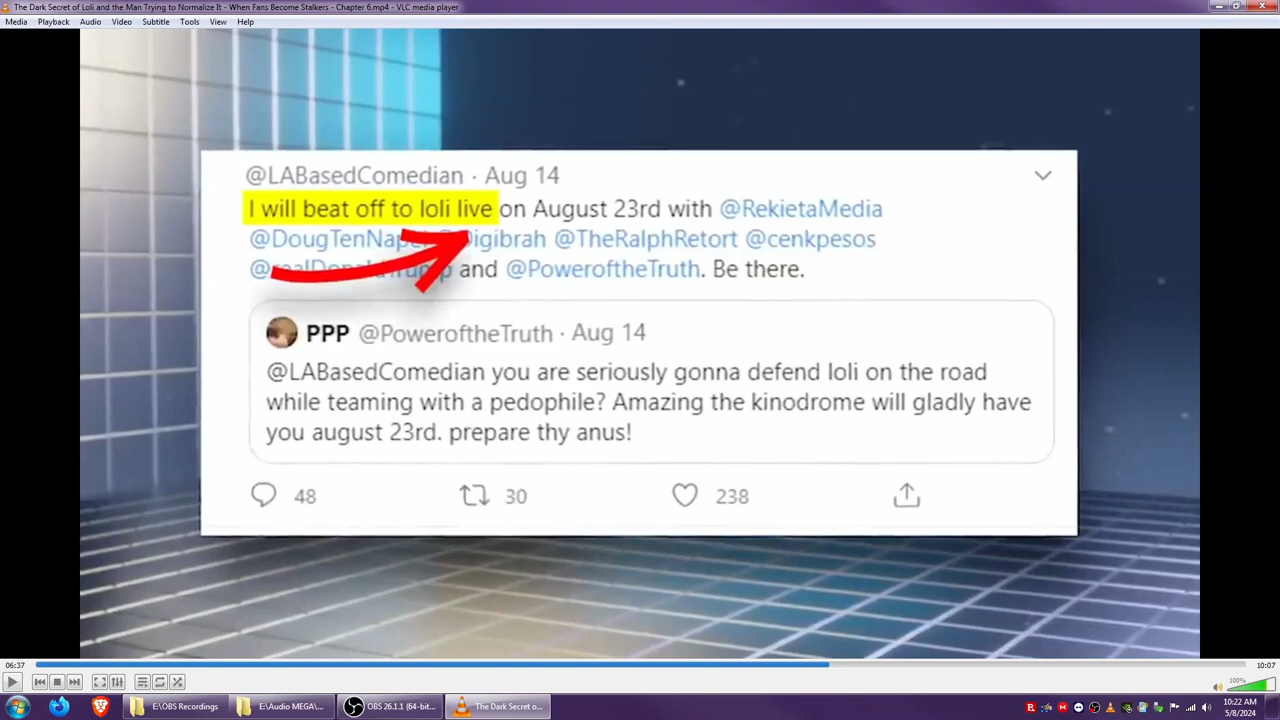 The Dark Secret of Loli and the Man Trying to Normalize It - When Fans Become Stalkers - Chapter 6.mp4 - VLC media player
Media Playback Audio Video Subtitle Tools View Help
@LABasedComedian · Aug 14
I will beat off to loli live on August 23rd with @RekietaMedia
@DougTenNapel @Digibrah @TheRalphRetort @cenkpesos
@realDonaldTrump and @PoweroftheTruth. Be there.
PPP @PoweroftheTruth · Aug 14
@LABasedComedian you are seriously gonna defend loli on the road
while teaming with a pedophile? Amazing the kinodrome will gladly have
you august 23rd. prepare thy anus!
48 30 238
06:37 10:07
100%
E:\OBS Recordings E:\Audio MEGA\... OBS 26.1.1 (64-bit... The Dark Secret o...
10:22 AM
5/8/2024